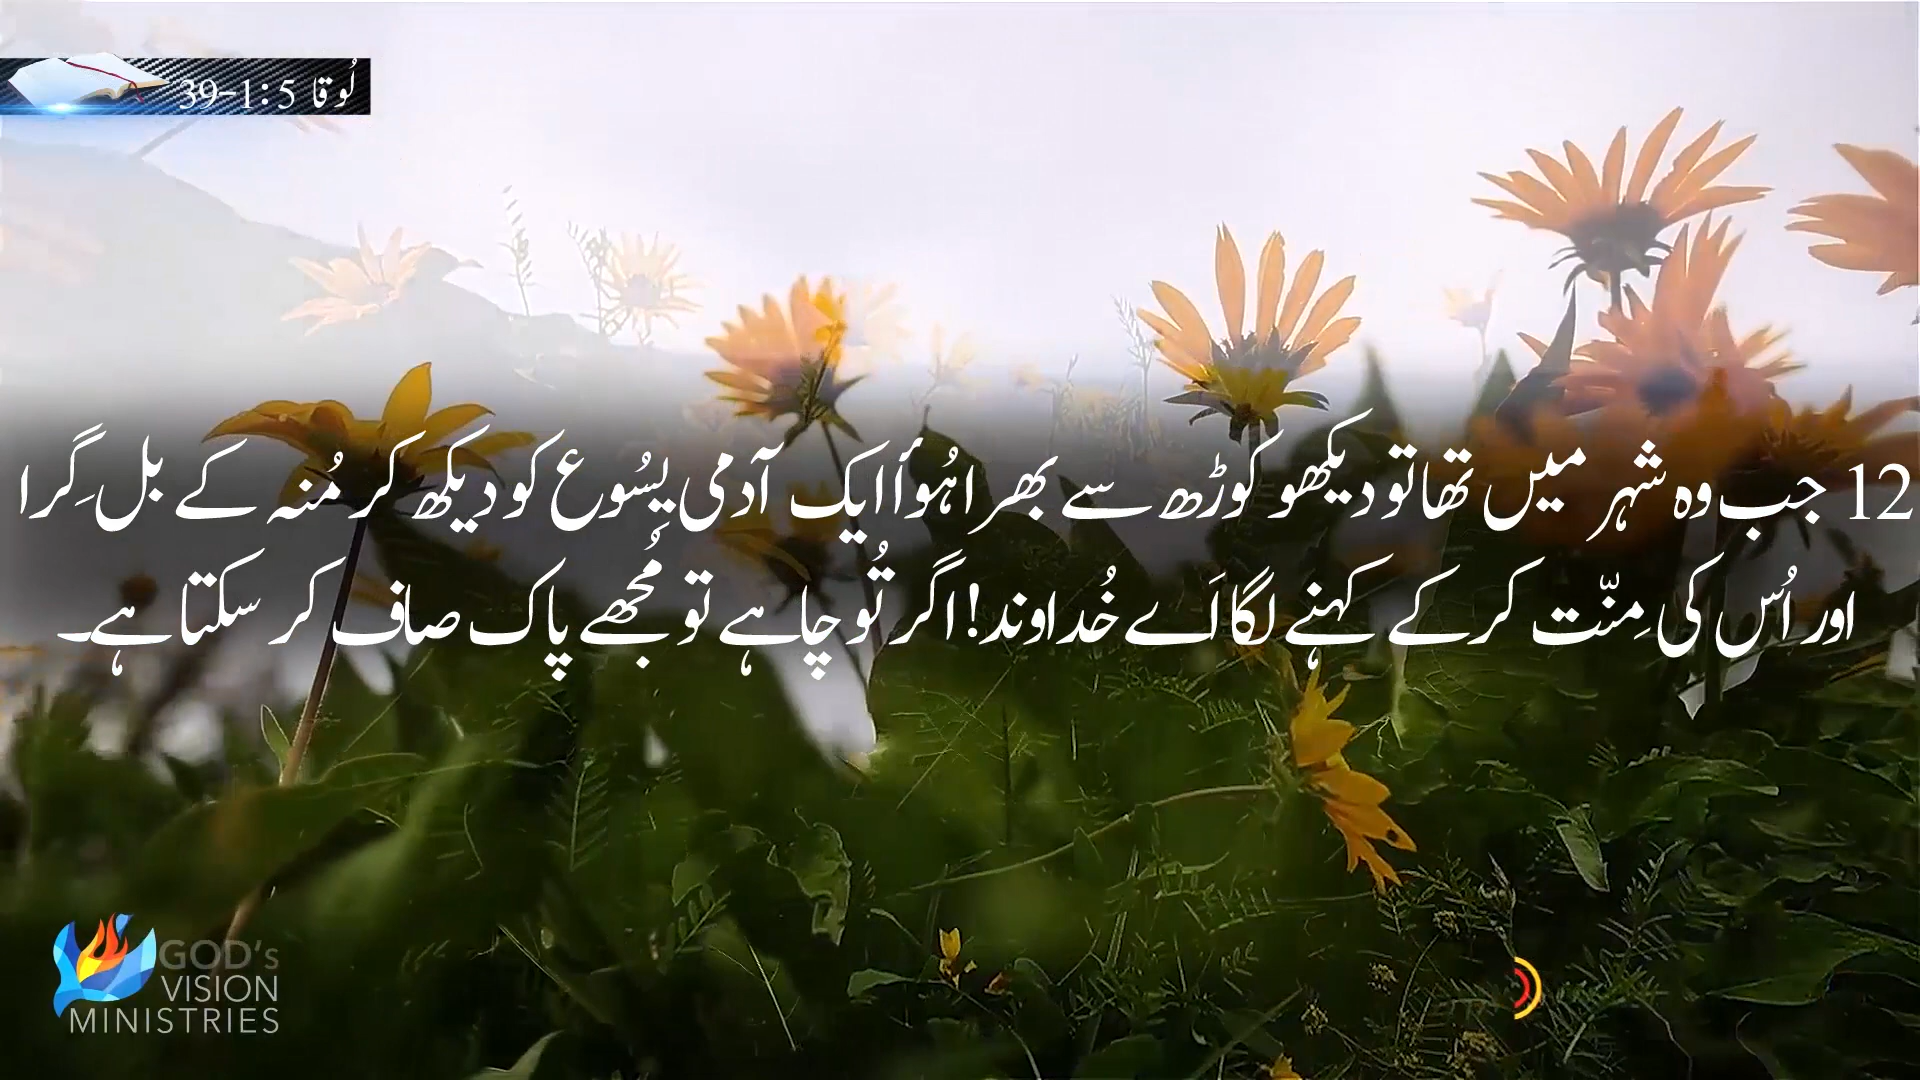 لُوقا 5:1-39
12 جب وہ شہر میں تھا تو دیکھو کوڑھ سے بھرا ہُوأ ایک آدمی یِسُوع کو دیکھ کر مُنہ کے بل گِرا
اور اُس کی مِنّت کر کے کہنے لگا اَے خُداوند! اگر تُو چاہے تو مُجھے پاک صاف کر سکتا ہے۔
GOD's
VISION
MINISTRIES